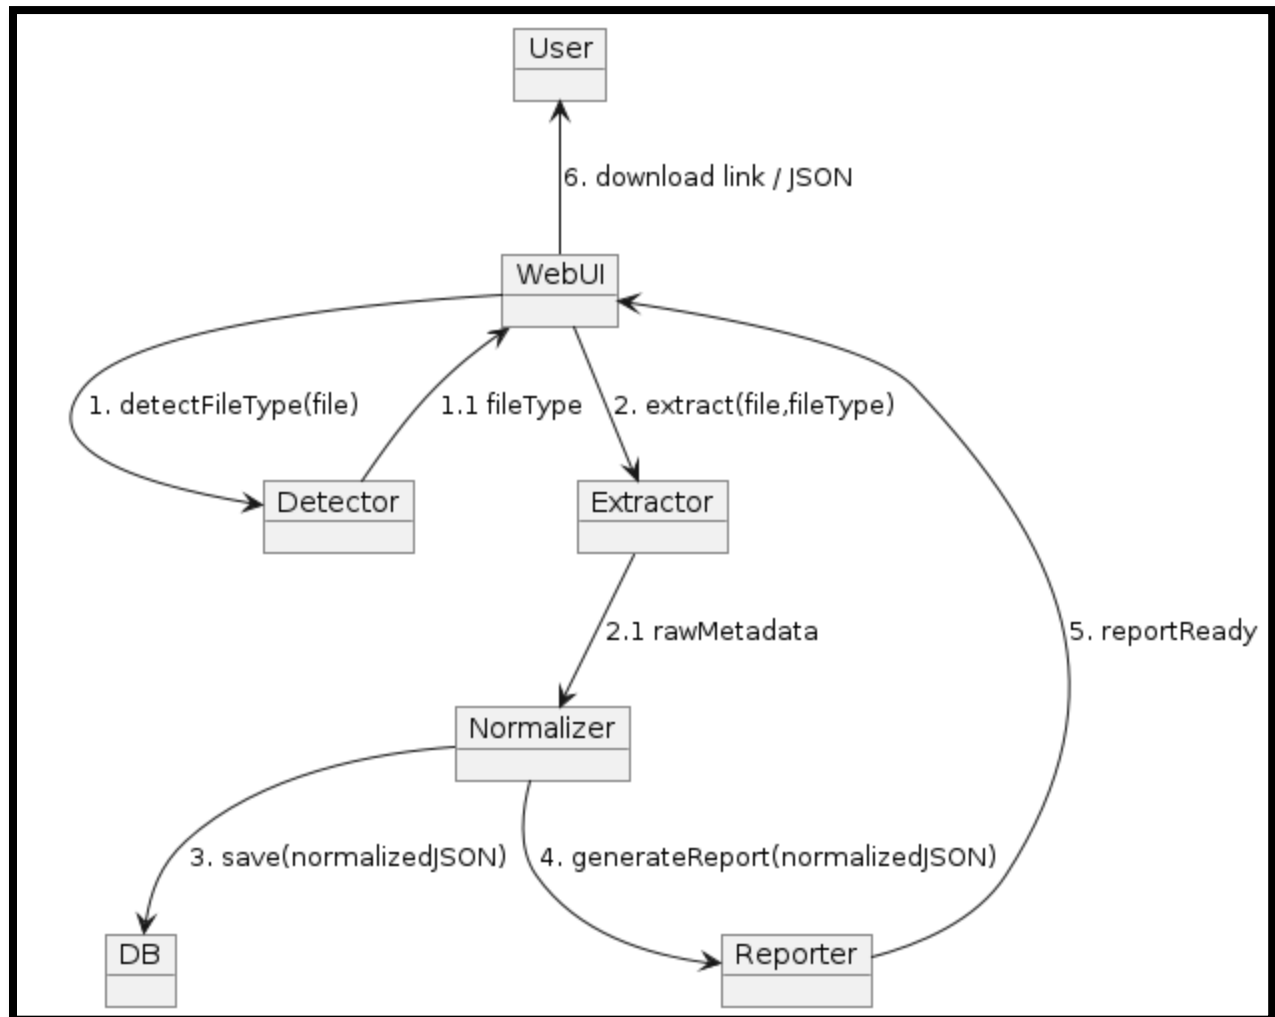 User
6. download link / JSON
WebUI
1. detectFileType(file)
1.1 fileType
2. extract(file,fileType)
Detector
Extractor
2.1 rawMetadata
5. reportReady
Normalizer
3. save(normalizedJSON)
4. generateReport(normalizedJSON)
DB
Reporter